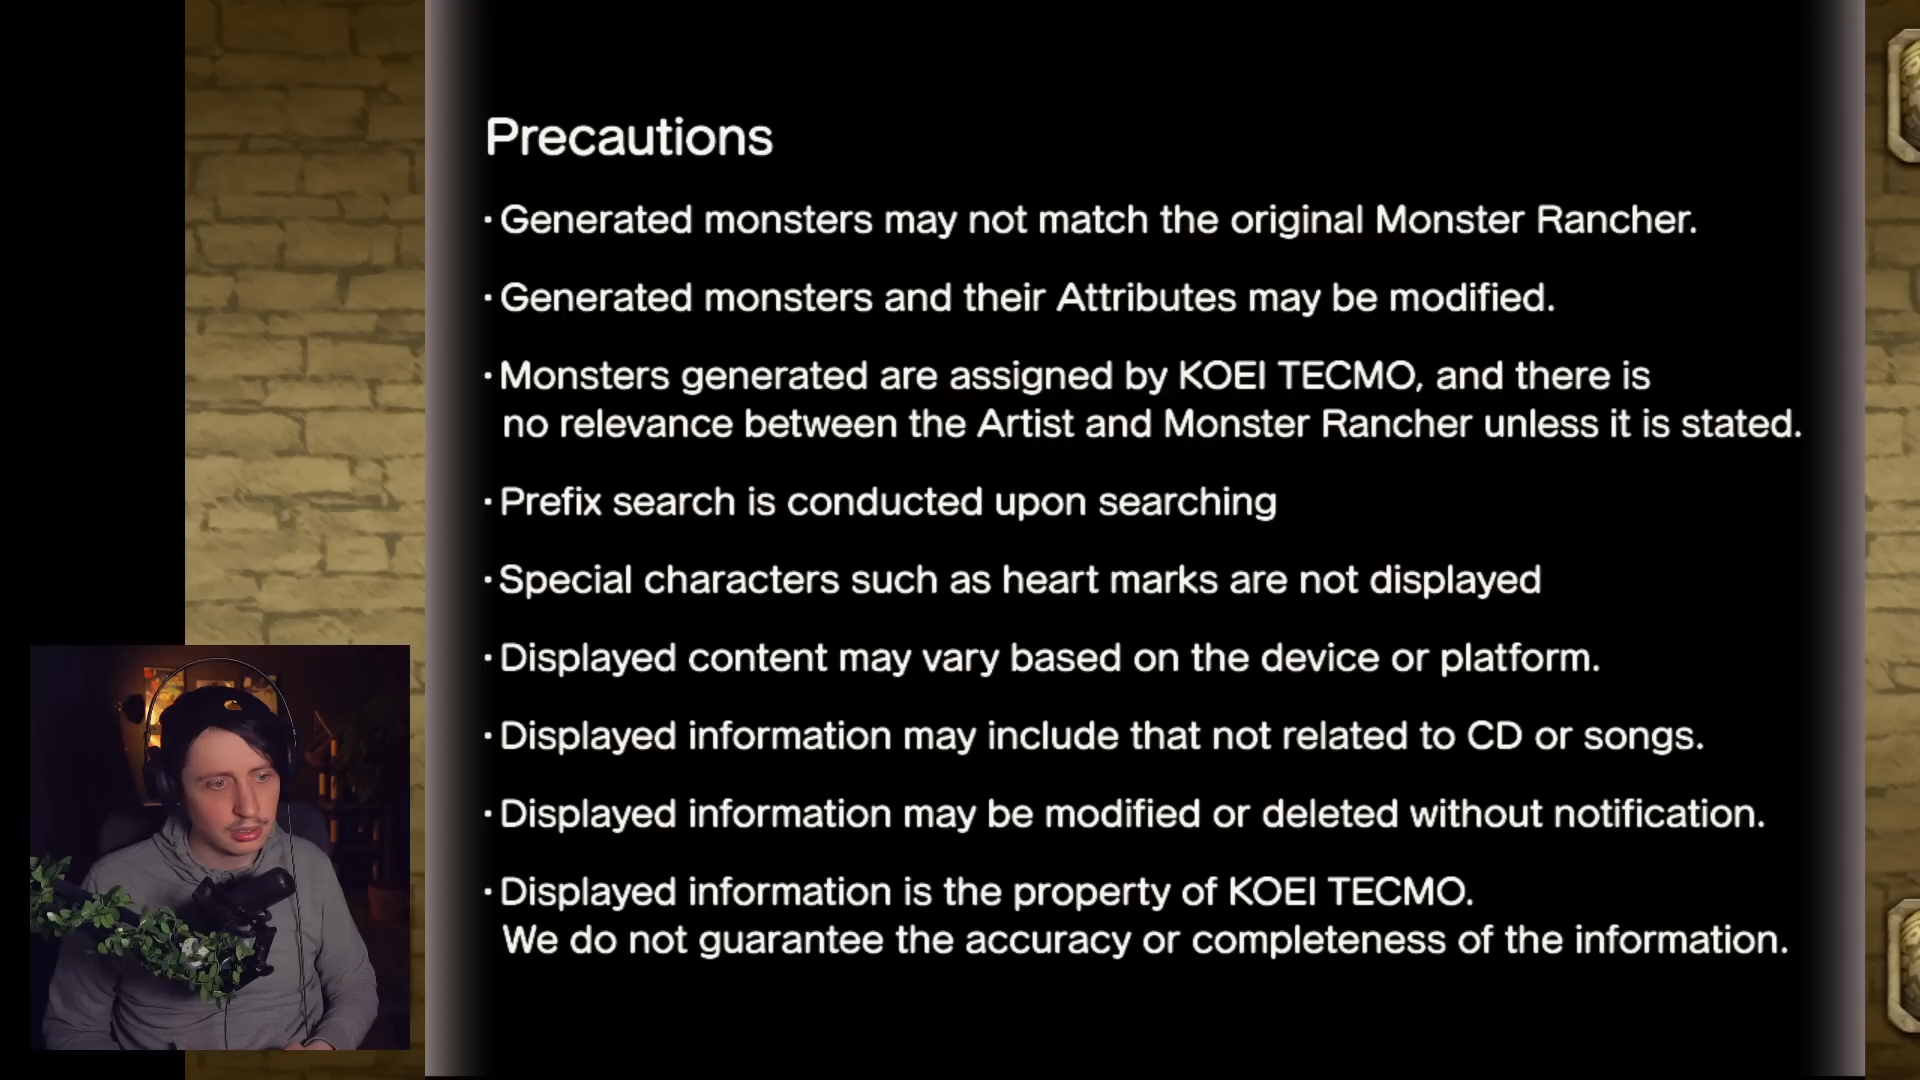 Precautions
· Generated monsters may not match the original Monster Rancher.
· Generated monsters and their Attributes may be modified.
· Monsters generated are assigned by KOEI TECMO, and there is
no relevance between the Artist and Monster Rancher unless it is stated.
· Prefix search is conducted upon searching
· Special characters such as heart marks are not displayed
· Displayed content may vary based on the device or platform.
· Displayed information may include that not related to CD or songs.
· Displayed information may be modified or deleted without notification.
· Displayed information is the property of KOEI TECMO.
We do not guarantee the accuracy or completeness of the information.